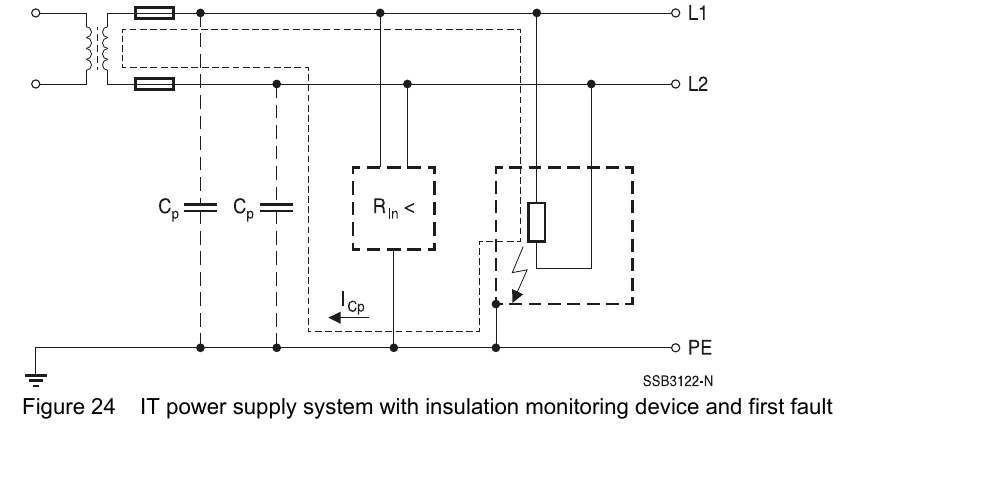 L1
L2
Cp
Cp
RIn <
ICp
PE
SSB3122-N
Figure 24 IT power supply system with insulation monitoring device and first fault